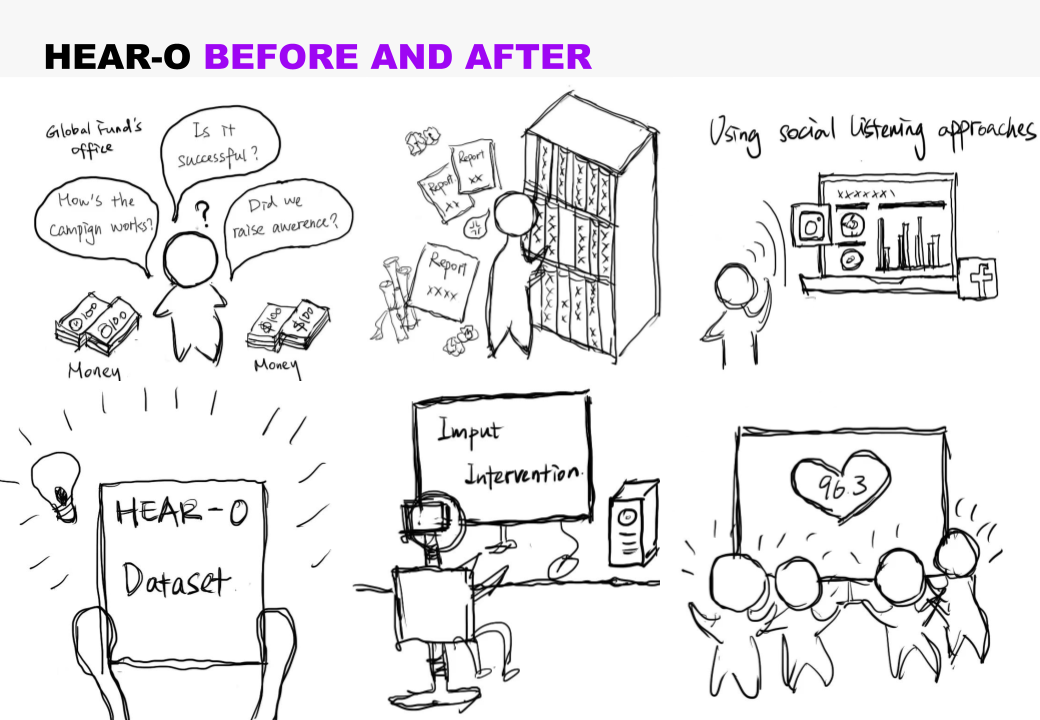 HEAR-O BEFORE AND AFTER
Global Fund's
office
Is it
successful?
How's the
campign works?
Did we
raise awerence?
?
$100
$100
$100
$100
Money
Money
Report
xx
Report
xx
Report
xxxx
Using social listening approaches
xxxxxx\
f
HEAR-O
Dataset
Imput
Intervention.
96.3